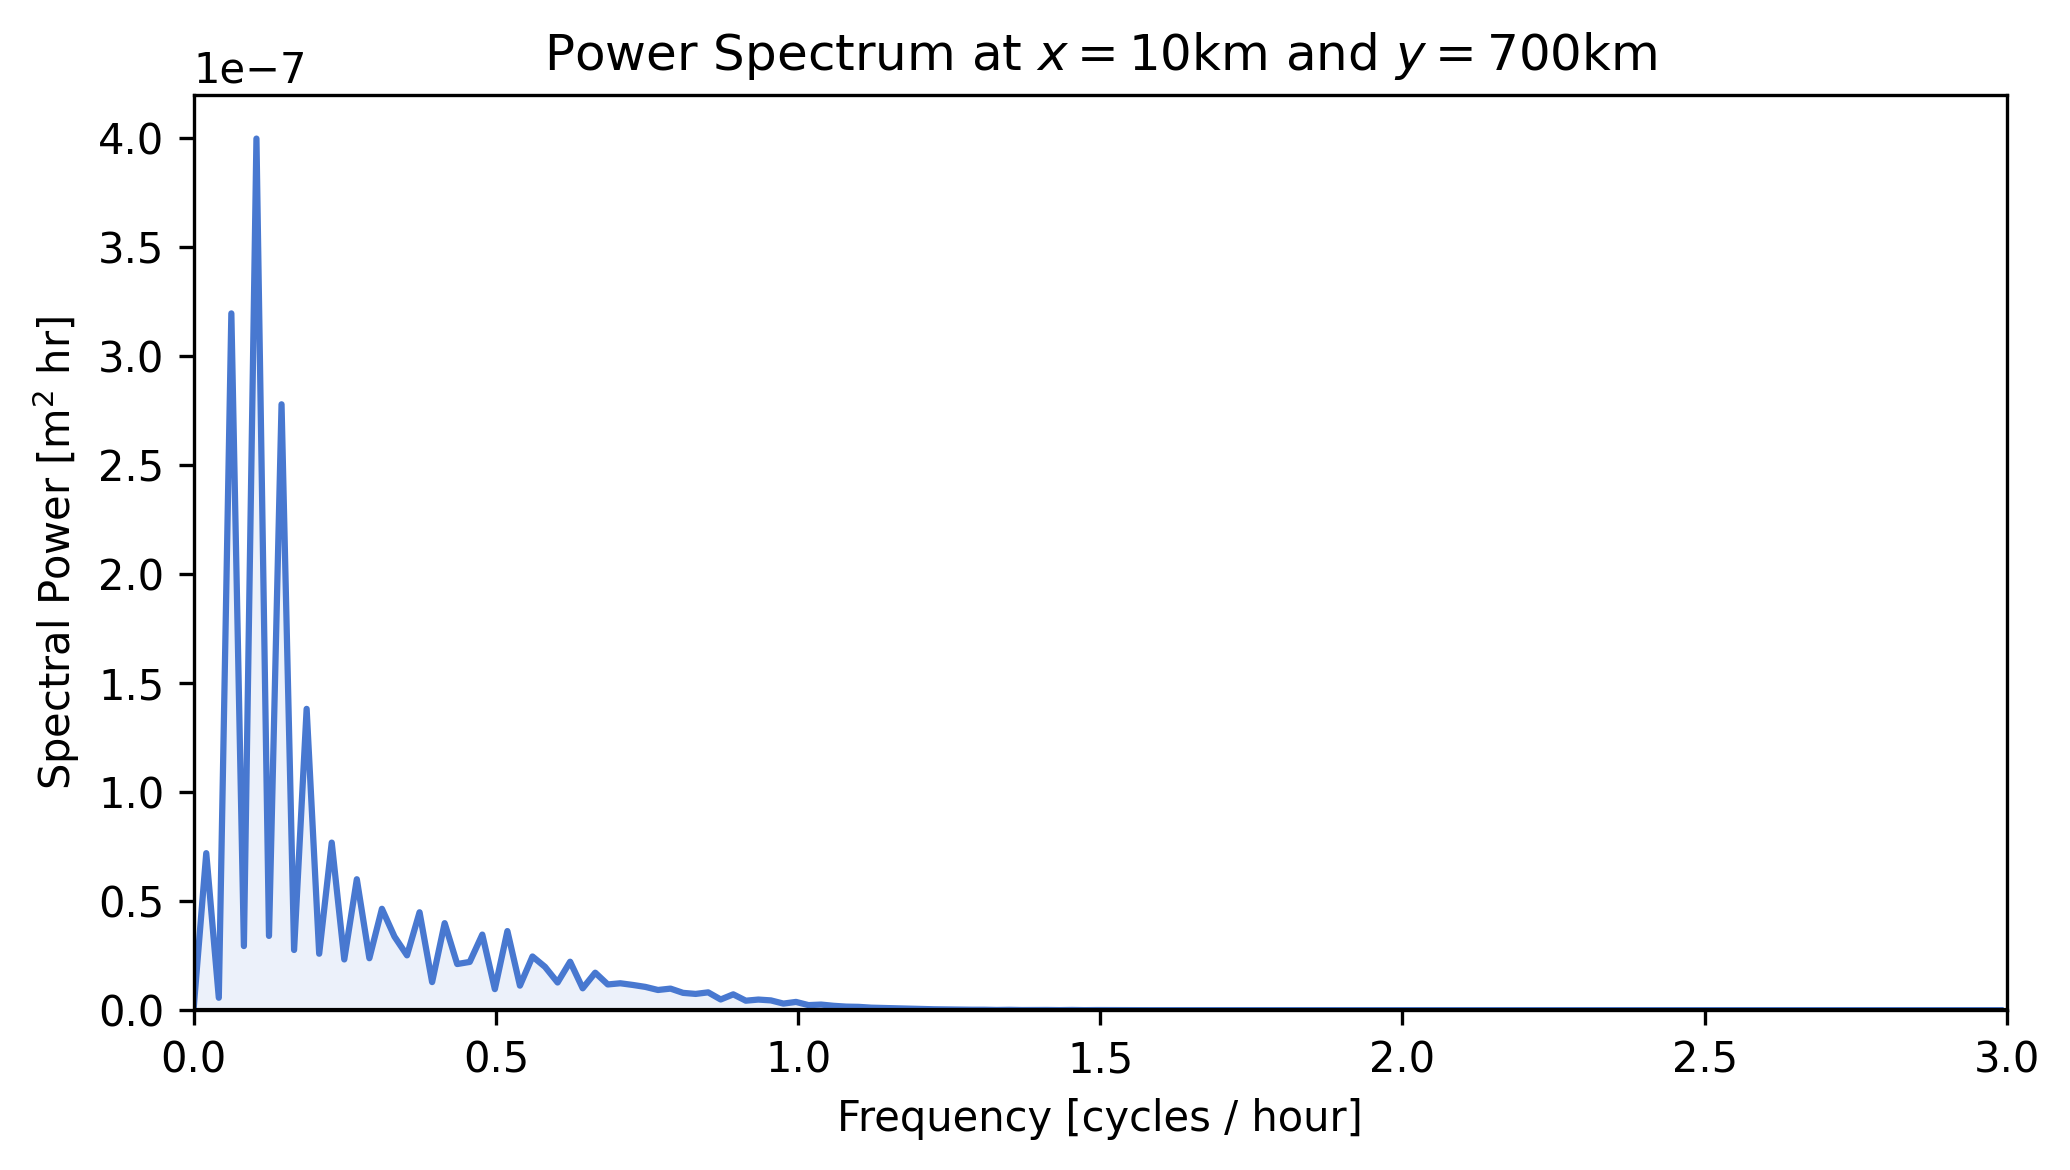 Power Spectrum at x = 10km and y = 700km
1e−7
4.0
3.5
3.0
2.5
2.0
1.5
1.0
0.5
0.0
Spectral Power [m² hr]
0.0 0.5 1.0 1.5 2.0 2.5 3.0
Frequency [cycles / hour]